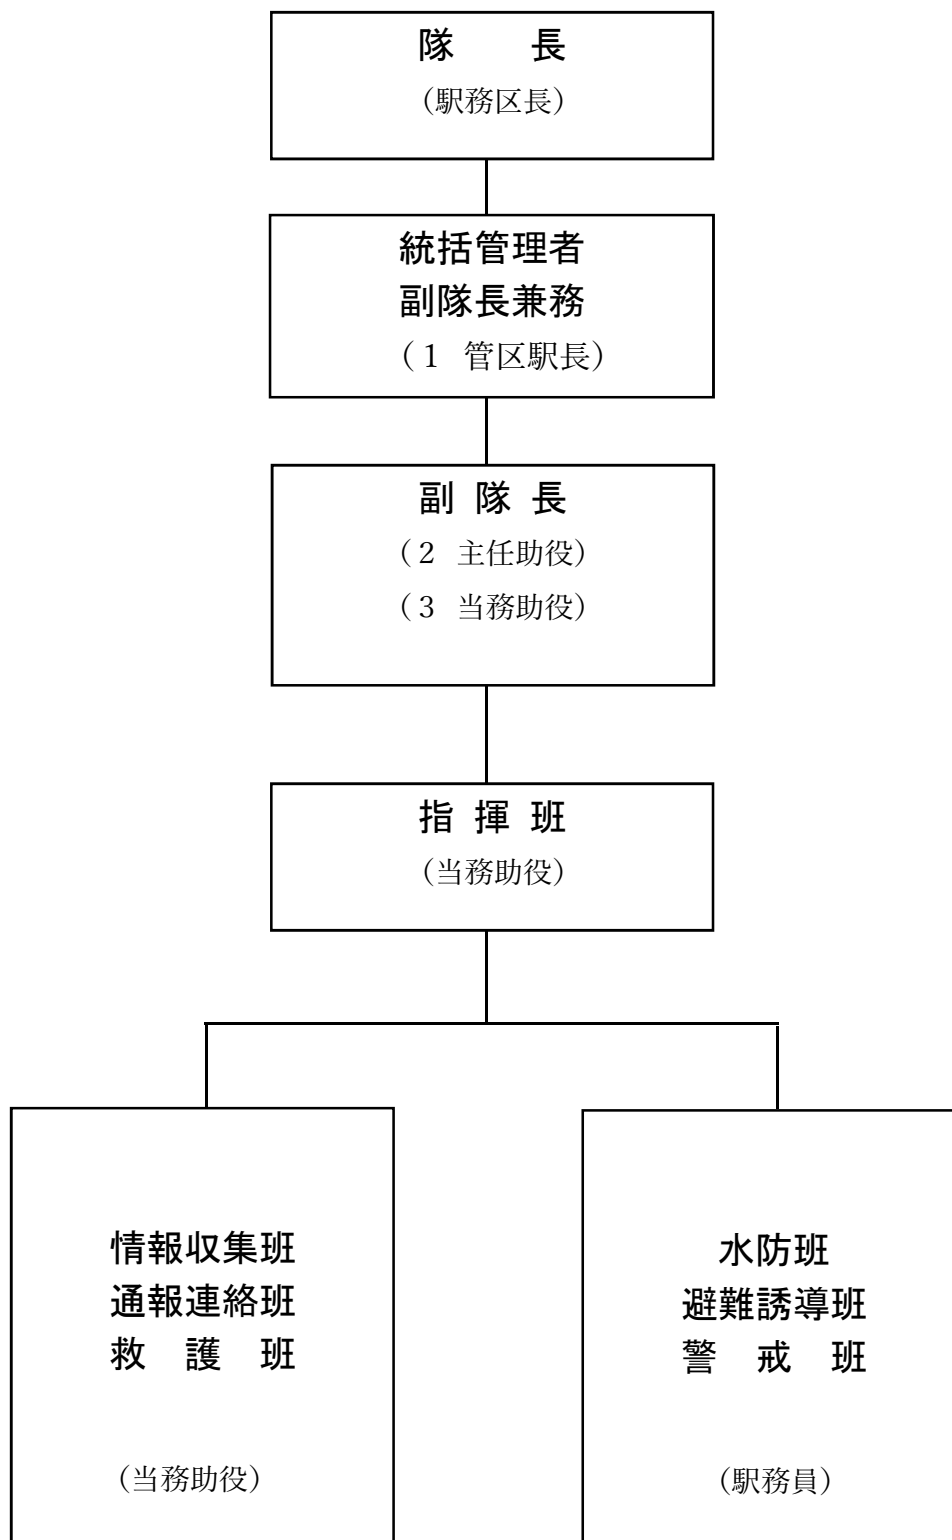 隊　　長
（駅務区長）
統括管理者
副隊長兼務
（１　管区駅長）
副 隊 長
（２　主任助役）
（３　当務助役）
指 揮 班
（当務助役）
情報収集班
通報連絡班
救　護　班
（当務助役）
水防班
避難誘導班
警　戒　班
（駅務員）